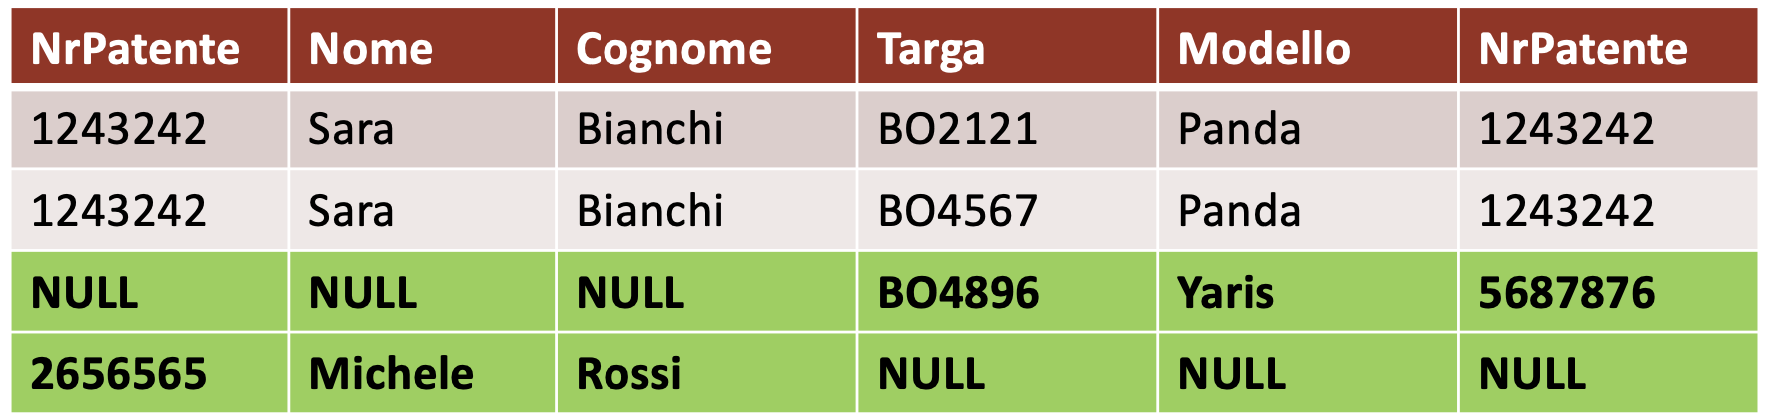 NrPatente Nome Cognome Targa Modello NrPatente
1243242 Sara Bianchi BO2121 Panda 1243242
1243242 Sara Bianchi BO4567 Panda 1243242
NULL NULL NULL BO4896 Yaris 5687876
2656565 Michele Rossi NULL NULL NULL